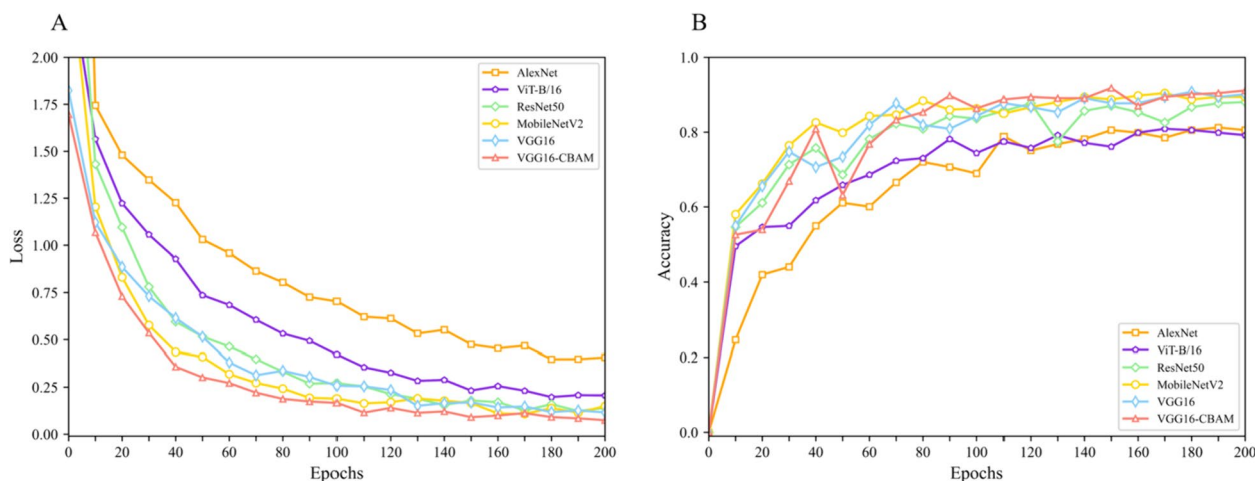 A
2.00
1.75
1.50
1.25
1.00
0.75
0.50
0.25
0.00
Loss
0 20 40 60 80 100 120 140 160 180 200
Epochs
AlexNet
ViT-B/16
ResNet50
MobileNetV2
VGG16
VGG16-CBAM
B
1.0
0.8
0.6
0.4
0.2
0.0
Accuracy
0 20 40 60 80 100 120 140 160 180 200
Epochs
AlexNet
ViT-B/16
ResNet50
MobileNetV2
VGG16
VGG16-CBAM